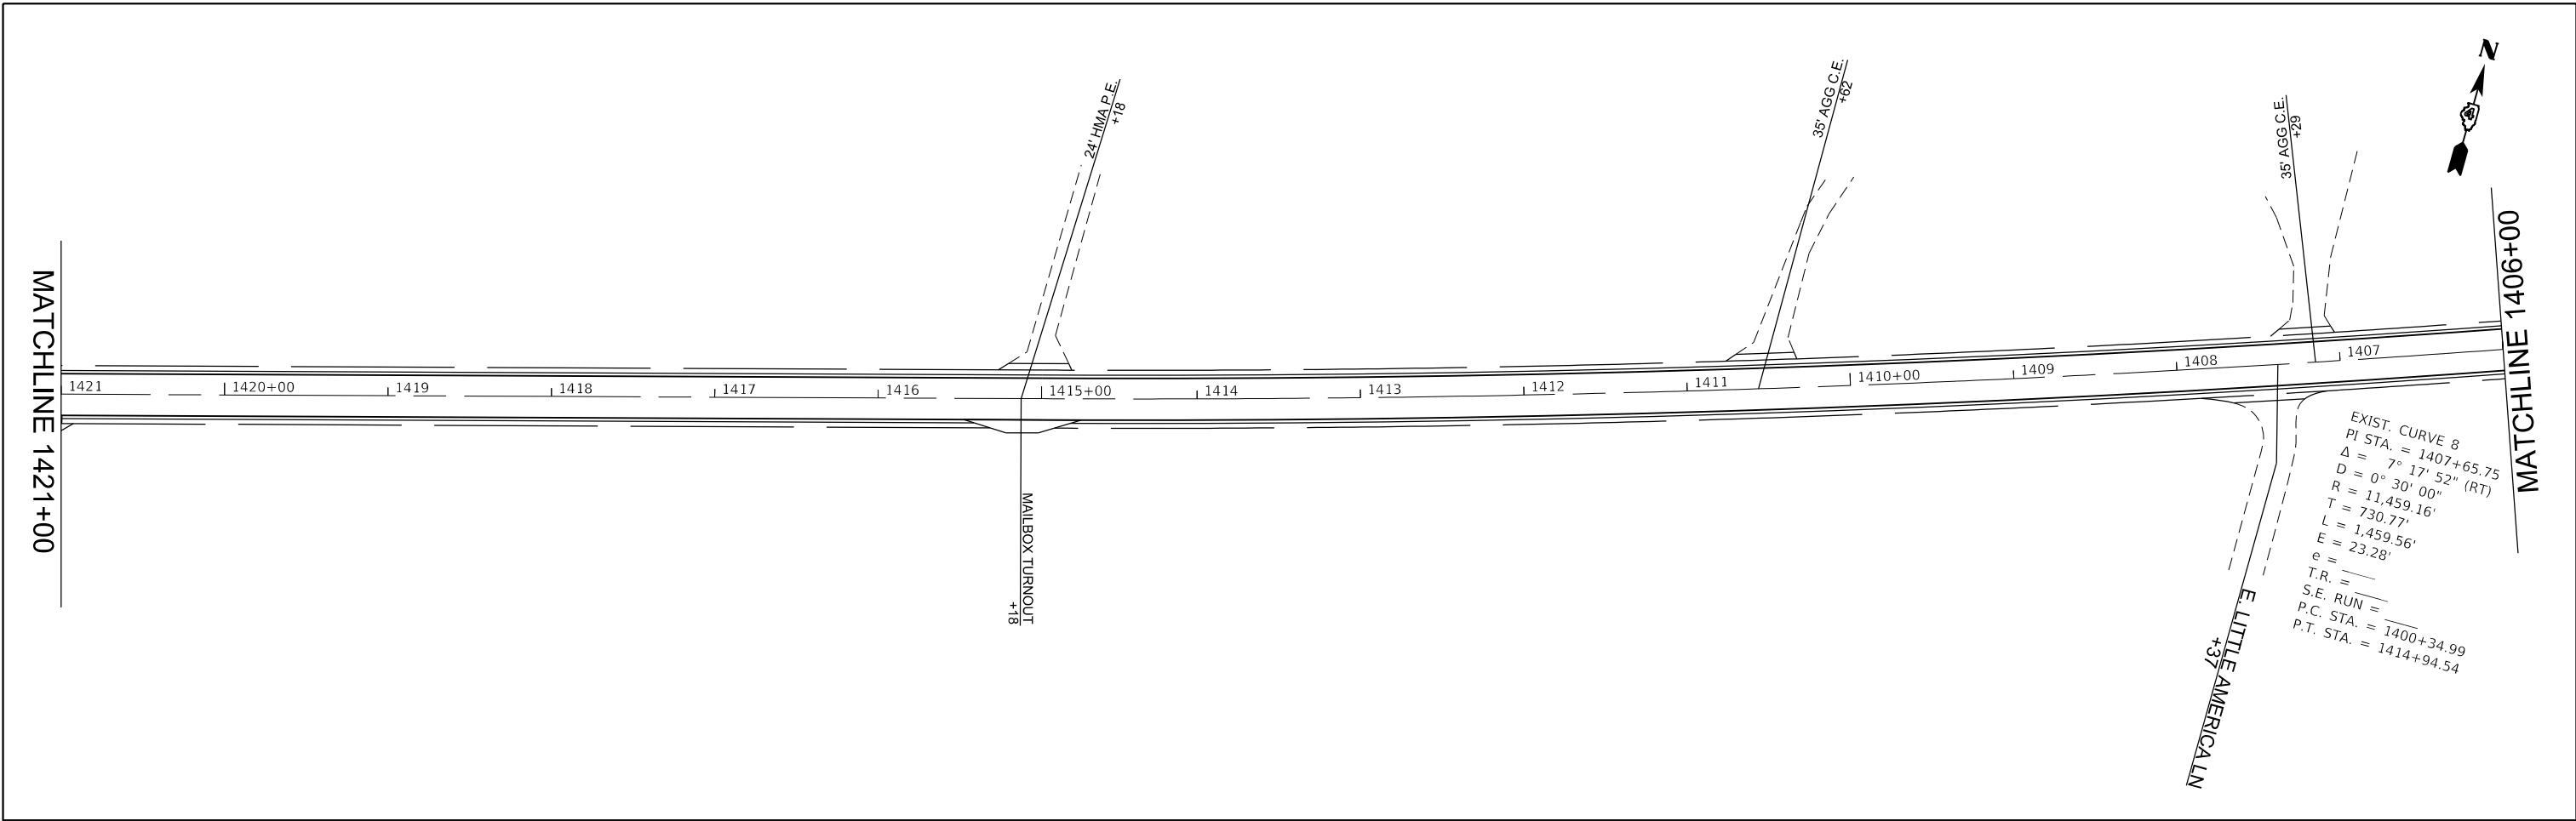 N
24' HMA P.E.
+18
35' AGG C.E.
+62
35' AGG C.E.
+29
MATCHLINE 1421+00
1421
1420+00
1419
1418
1417
1416
1415+00
1414
1413
1412
1411
1410+00
1409
1408
1407
MATCHLINE 1406+00
MAILBOX TURNOUT
+18
E. LITTLE AMERICA LN
+37
EXIST. CURVE 8
PI STA. = 1407+65.75
Δ = 7° 17' 52" (RT)
D = 0° 30' 00"
R = 11,459.16'
T = 730.77'
L = 1,459.56'
E = 23.28'
e = ____
T.R. = ____
S.E. RUN = ____
P.C. STA. = 1400+34.99
P.T. STA. = 1414+94.54